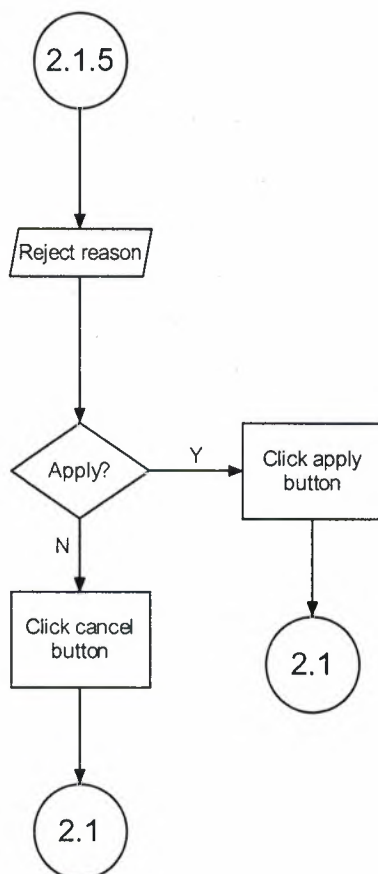 2.1.5
Reject reason
Apply?
Y
Click apply
button
N
Click cancel
button
2.1
2.1